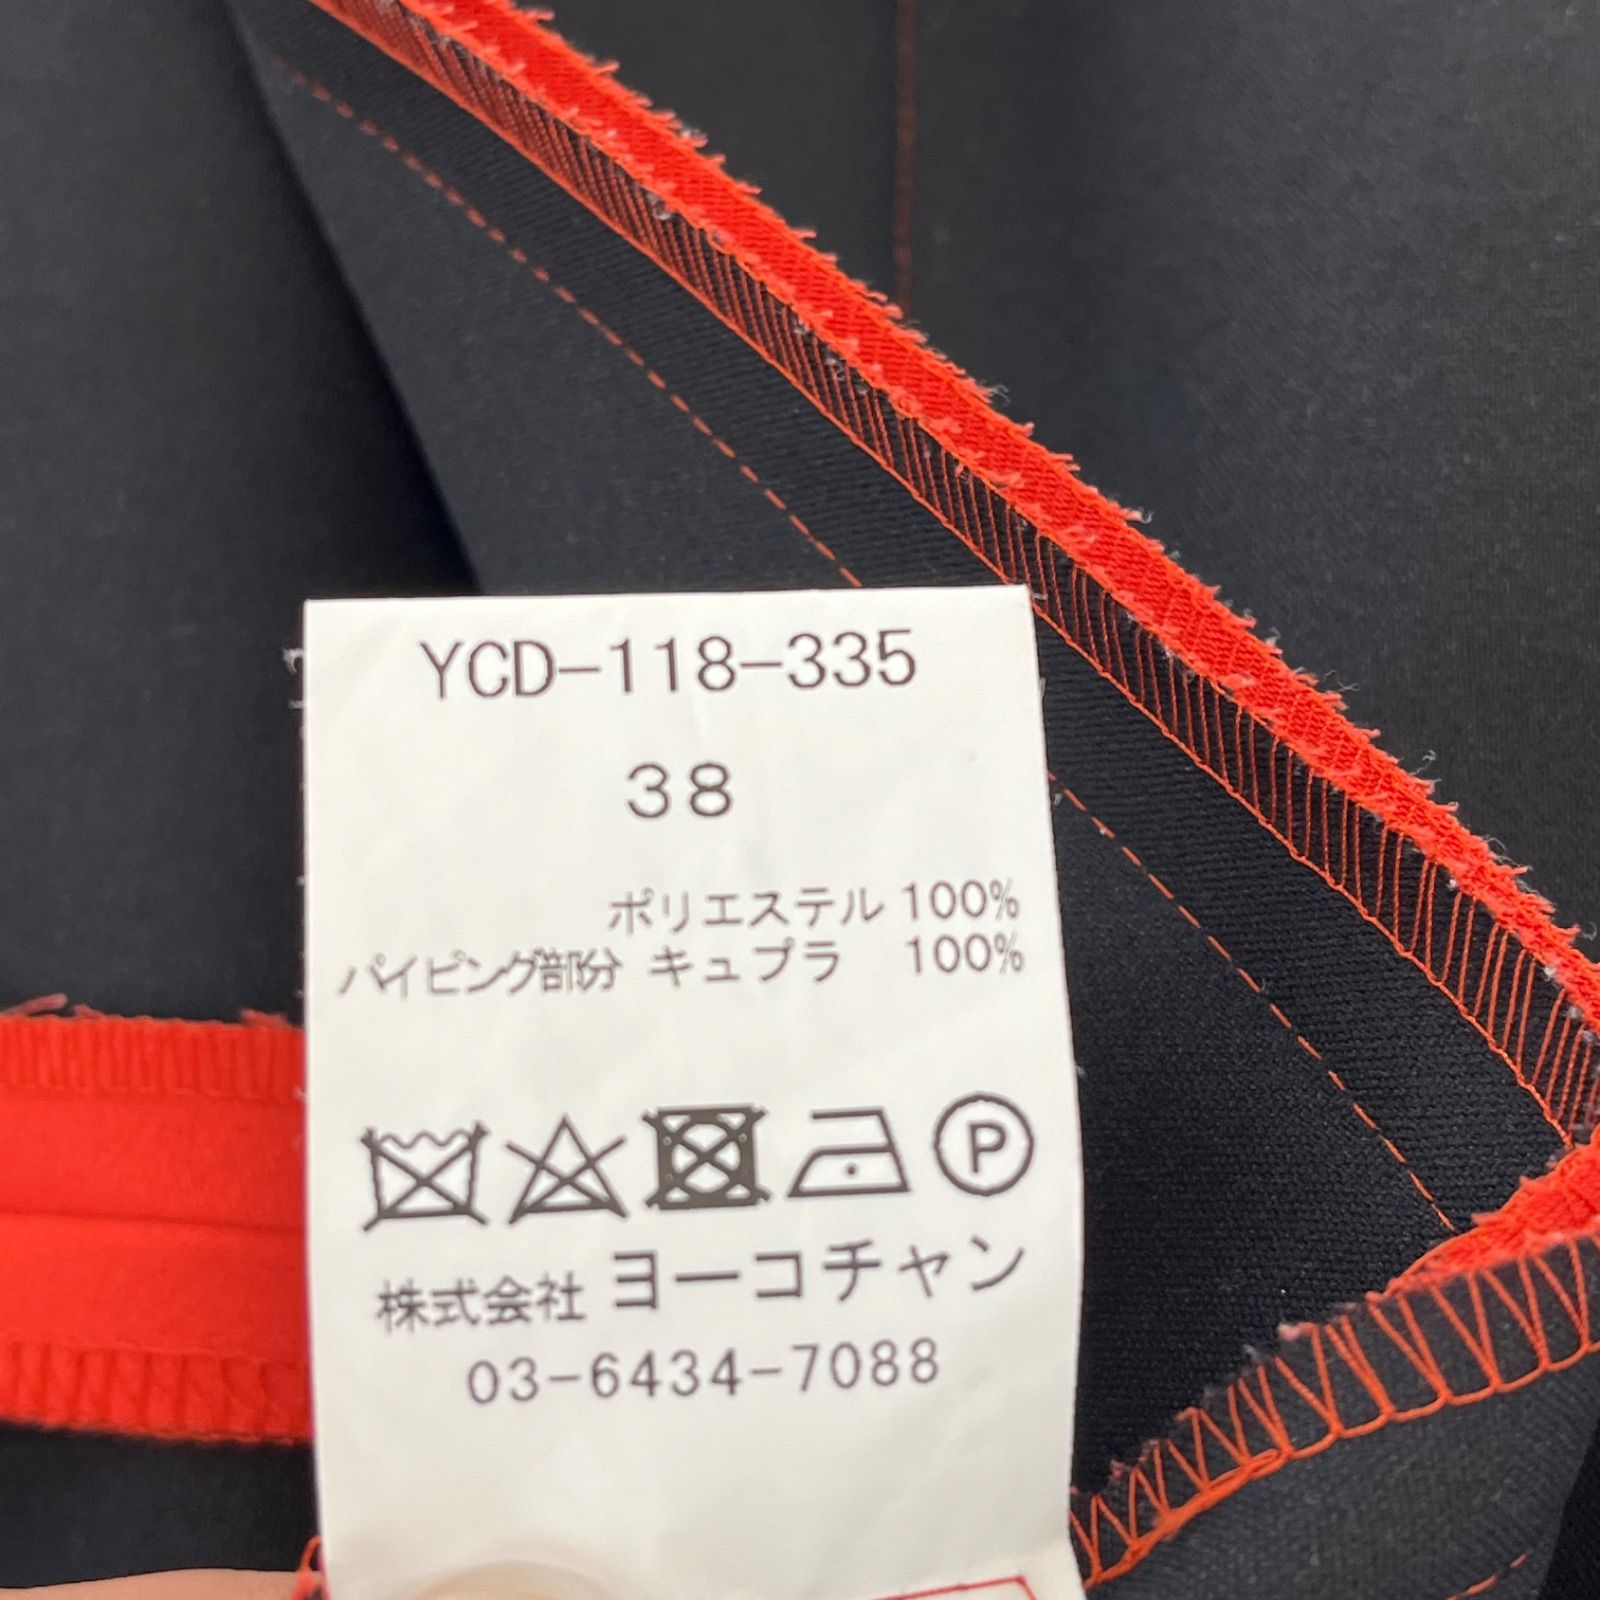 YCD-118-335
38
ポリエステル 100%
パイピング部分 キュプラ 100%
P
株式会社 ヨーコチャン
03-6434-7088